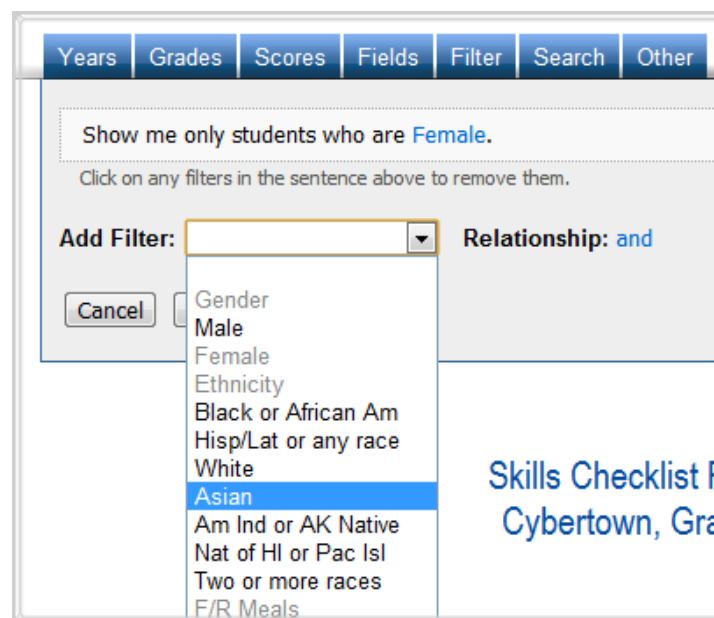 Years Grades Scores Fields Filter Search Other
Show me only students who are Female.
Click on any filters in the sentence above to remove them.
Add Filter: Relationship: and
Cancel
Gender
Male
Female
Ethnicity
Black or African Am
Hisp/Lat or any race
White
Asian
Am Ind or AK Native
Nat of HI or Pac Isl
Two or more races
F/R Meals
Skills Checklist
Cybertown, Gra